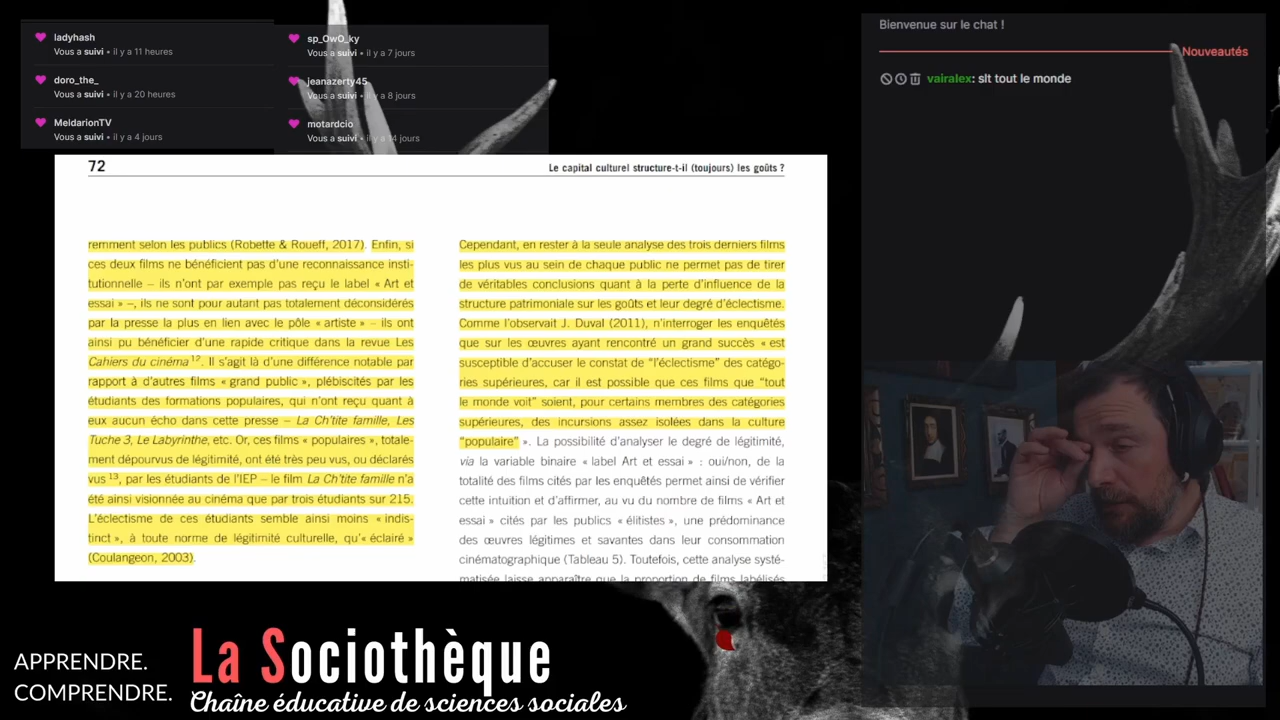 ladyhash
Vous a suivi • il y a 11 heures
doro_the_
Vous a suivi • il y a 20 heures
MeldarionTV
Vous a suivi • il y a 4 jours
sp_OwO_ky
Vous a suivi • il y a 7 jours
jeanazerty45
Vous a suivi • il y a 8 jours
motardcio
Vous a suivi • il y a 14 jours
Bienvenue sur le chat !
Nouveautés
vairalex: slt tout le monde
72
Le capital culturel structure-t-il (toujours) les goûts ?
remment selon les publics (Robette & Roueff, 2017). Enfin, si
ces deux films ne bénéficient pas d'une reconnaissance insti-
tutionnelle – ils n'ont par exemple pas reçu le label « Art et
essai » –, ils ne sont pour autant pas totalement déconsidérés
par la presse la plus en lien avec le pôle « artiste » – ils ont
ainsi pu bénéficier d'une rapide critique dans la revue Les
Cahiers du cinéma 12. Il s'agit là d'une différence notable par
rapport à d'autres films « grand public », plébiscités par les
étudiants des formations populaires, qui n'ont reçu quant à
eux aucun écho dans cette presse – La Ch'tite famille, Les
Tuche 3, Le Labyrinthe, etc. Or, ces films « populaires », totale-
ment dépourvus de légitimité, ont été très peu vus, ou déclarés
vus 13, par les étudiants de l'IEP – le film La Ch'tite famille n'a
été ainsi visionnée au cinéma que par trois étudiants sur 215.
L'éclectisme de ces étudiants semble ainsi moins « indis-
tinct », à toute norme de légitimité culturelle, qu'« éclairé »
(Coulangeon, 2003).
Cependant, en rester à la seule analyse des trois derniers films
les plus vus au sein de chaque public ne permet pas de tirer
de véritables conclusions quant à la perte d'influence de la
structure patrimoniale sur les goûts et leur degré d'éclectisme.
Comme l'observait J. Duval (2011), n'interroger les enquêtés
que sur les œuvres ayant rencontré un grand succès « est
susceptible d'accuser le constat de "l'éclectisme" des catégo-
ries supérieures, car il est possible que ces films que "tout
le monde voit" soient, pour certains membres des catégories
supérieures, des incursions assez isolées dans la culture
"populaire" ». La possibilité d'analyser le degré de légitimité,
via la variable binaire « label Art et essai » : oui/non, de la
totalité des films cités par les enquêtés permet ainsi de vérifier
cette intuition et d'affirmer, au vu du nombre de films « Art et
essai » cités par les publics « élitistes », une prédominance
des œuvres légitimes et savantes dans leur consommation
cinématographique (Tableau 5). Toutefois, cette analyse systé-
matisée laisse apparaître que la proportion de films labélisés
APPRENDRE.
COMPRENDRE.
La Sociothèque
Chaîne éducative de sciences sociales